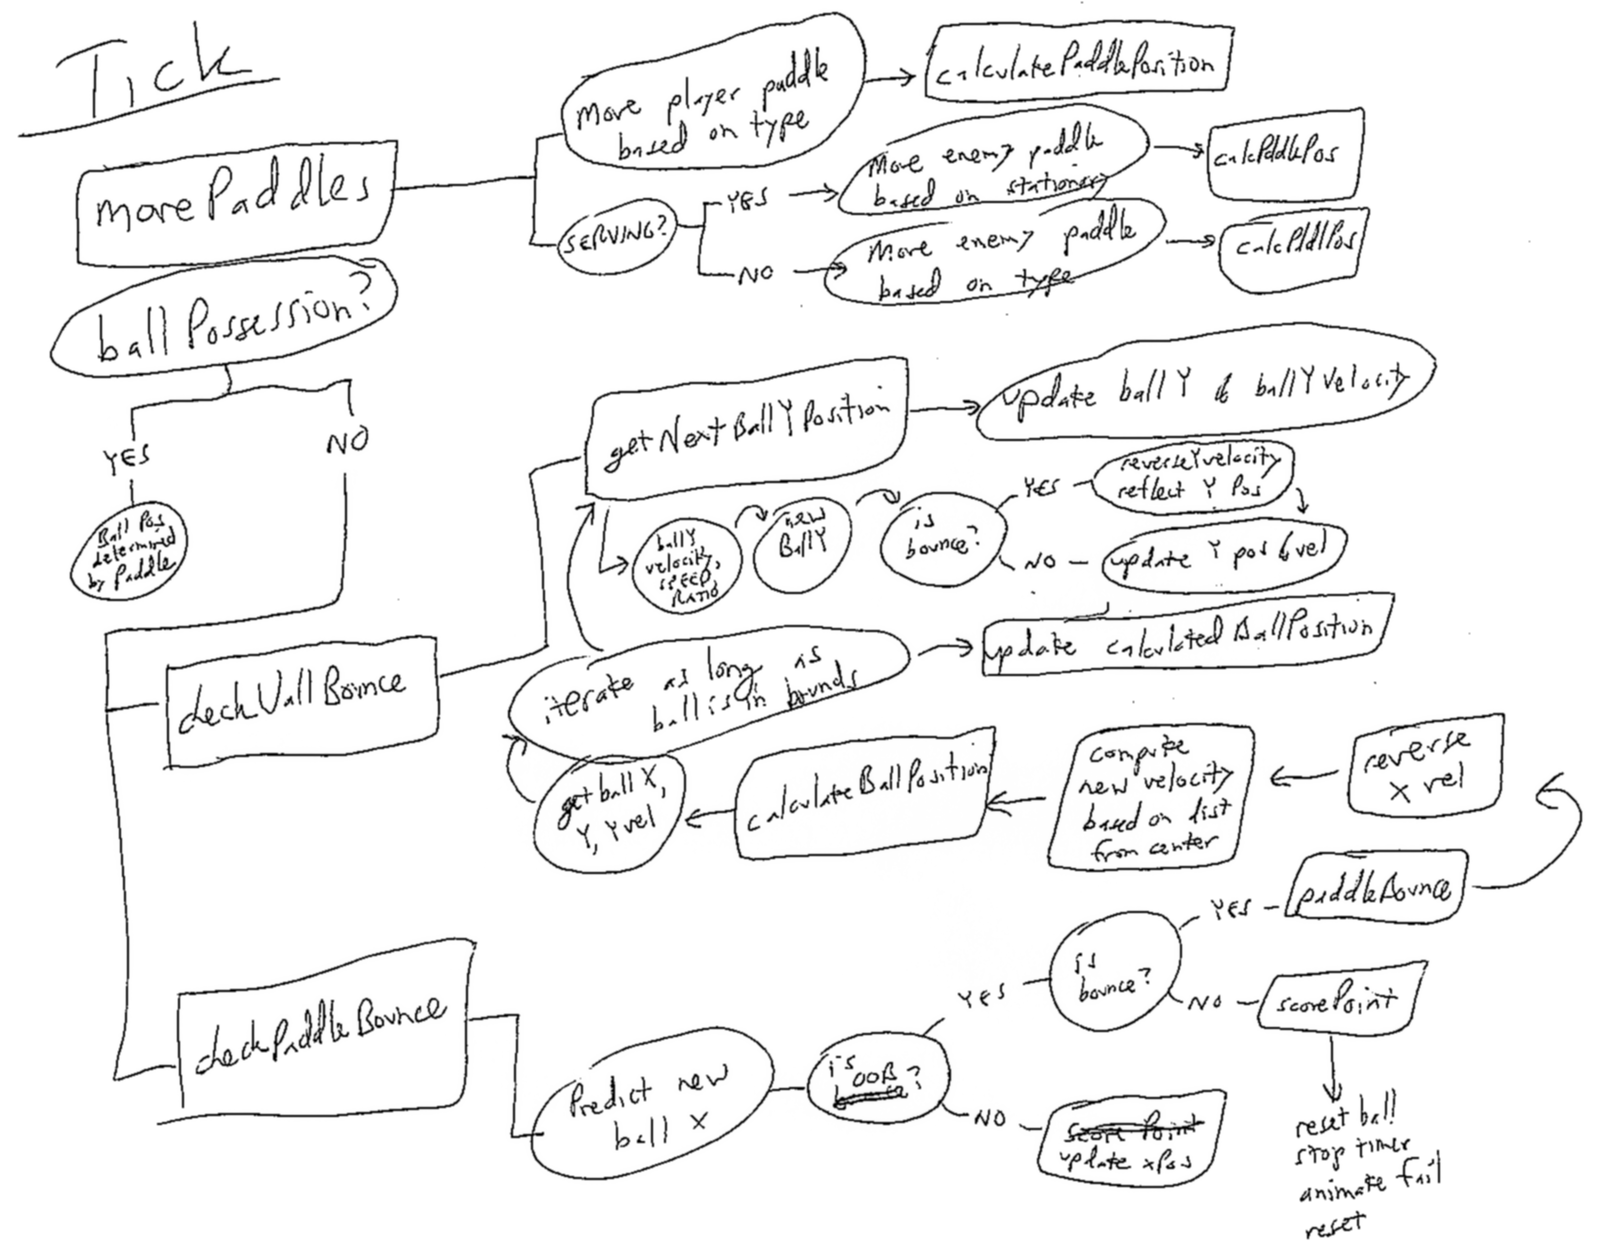 Tick
movePaddles
move player paddle
based on type
calculatePaddlePosition
SERVING?
YES
Move enemy paddle
based on stationery
calcPddlePos
NO
Move enemy paddle
based on type
calcPddlPos
ballPossession?
YES
NO
Ball Pos
determined
by Paddle
getNextBallYPosition
update ballY & ballYVelocity
ballY
velocity,
SPEED,
RATIO
new
BallY
is
bounce?
YES
reverseYvelocity
reflect Y Pos
NO
update Y pos & vel
checkWallBounce
iterate as long as
ball is in bounds
update calculatedBallPosition
get ball X,
Y, Yvel
calculateBallPosition
compute
new velocity
based on dist
from center
reverse
x vel
paddleBounce
YES
is
bounce?
NO
scorePoint
checkPaddleBounce
Predict new
ball X
is
OOB
bounce?
YES
NO
score Point
update xPos
reset ball
stop timer
animate fail
reset